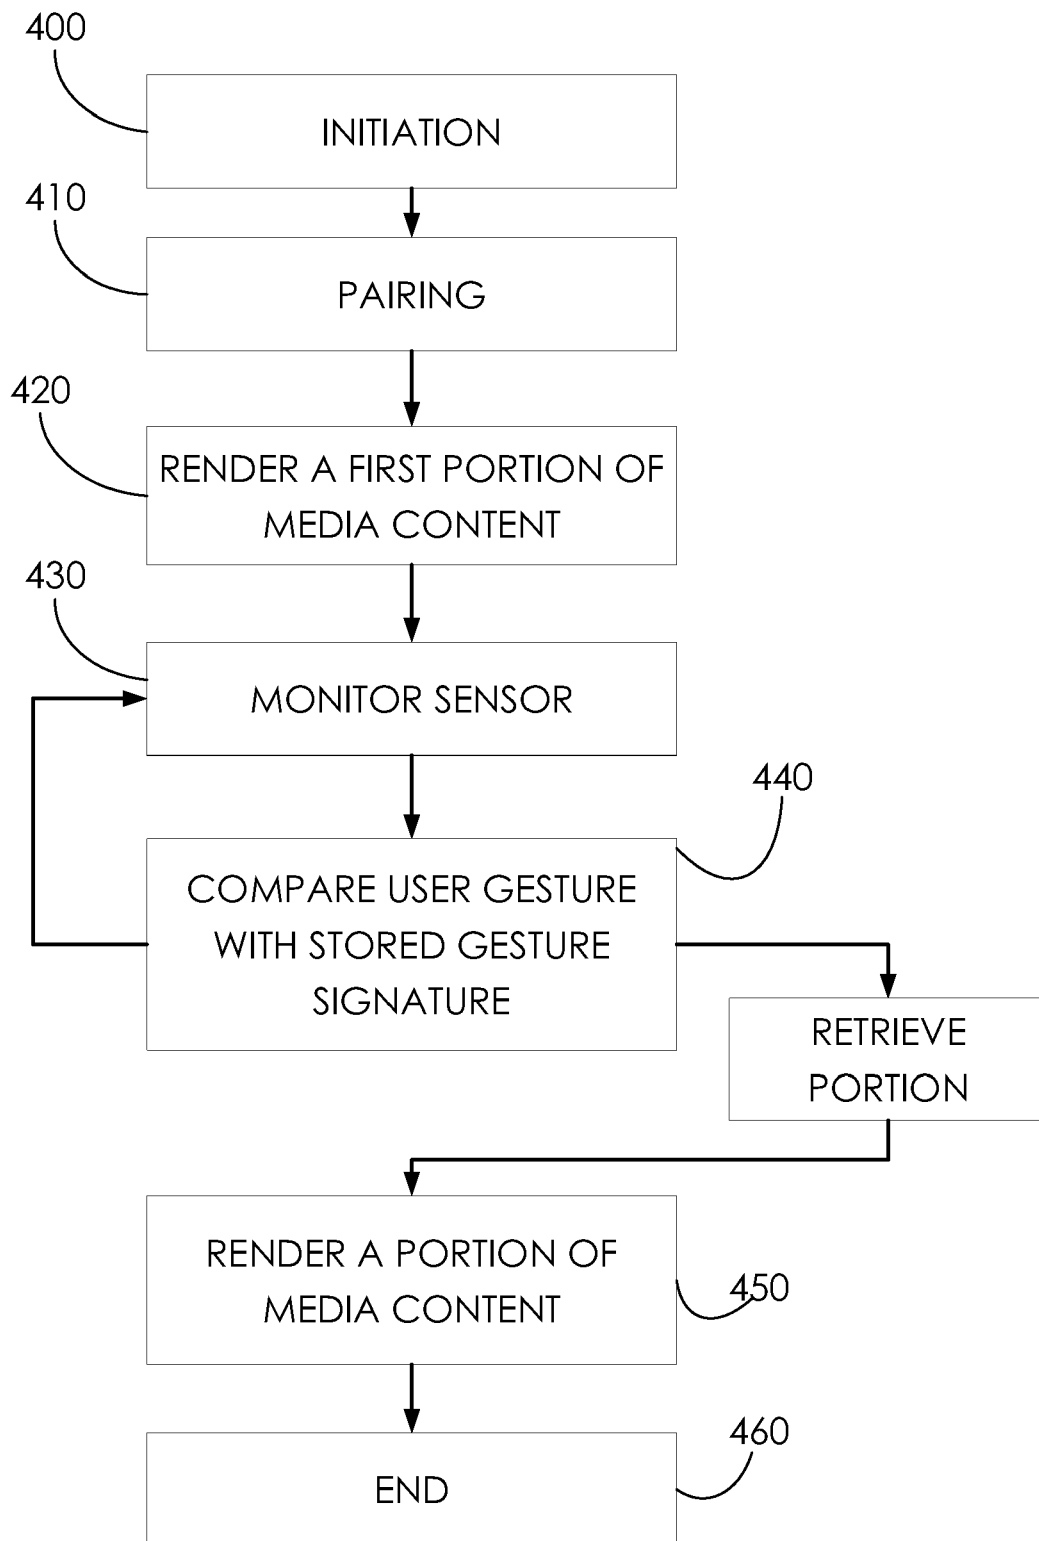 400
INITIATION
410
PAIRING
420
RENDER A FIRST PORTION OF
MEDIA CONTENT
430
MONITOR SENSOR
440
COMPARE USER GESTURE
WITH STORED GESTURE
SIGNATURE
RETRIEVE
PORTION
RENDER A PORTION OF
MEDIA CONTENT
450
460
END